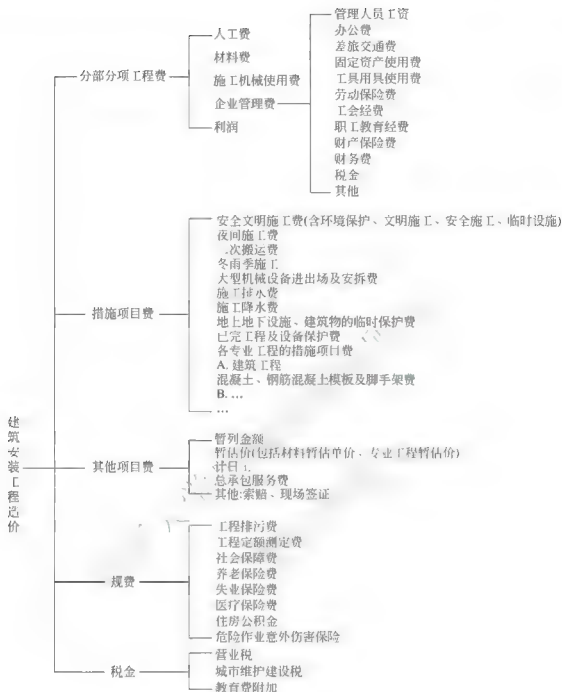 建筑安装工程造价
分部分项工程费
人工费
材料费
施工机械使用费
企业管理费
利润
管理人员工资
办公费
差旅交通费
固定资产使用费
工具用具使用费
劳动保险费
工会经费
职工教育经费
财产保险费
财务费
税金
其他
措施项目费
安全文明施工费(含环境保护、文明施工、安全施工、临时设施)
夜间施工费
次搬运费
冬雨季施工
大型机械设备进出场及安拆费
施工排水费
施工降水费
地上地下设施、建筑物的临时保护费
已完工程及设备保护费
各专业工程的措施项目费
A. 建筑工程
混凝土、钢筋混凝土模板及脚手架费
B. …
…
其他项目费
暂列金额
暂估价(包括材料暂估单价、专业工程暂估价)
计日工
总承包服务费
其他:索赔、现场签证
规费
工程排污费
工程定额测定费
社会保障费
养老保险费
失业保险费
医疗保险费
住房公积金
危险作业意外伤害保险
税金
营业税
城市维护建设税
教育费附加